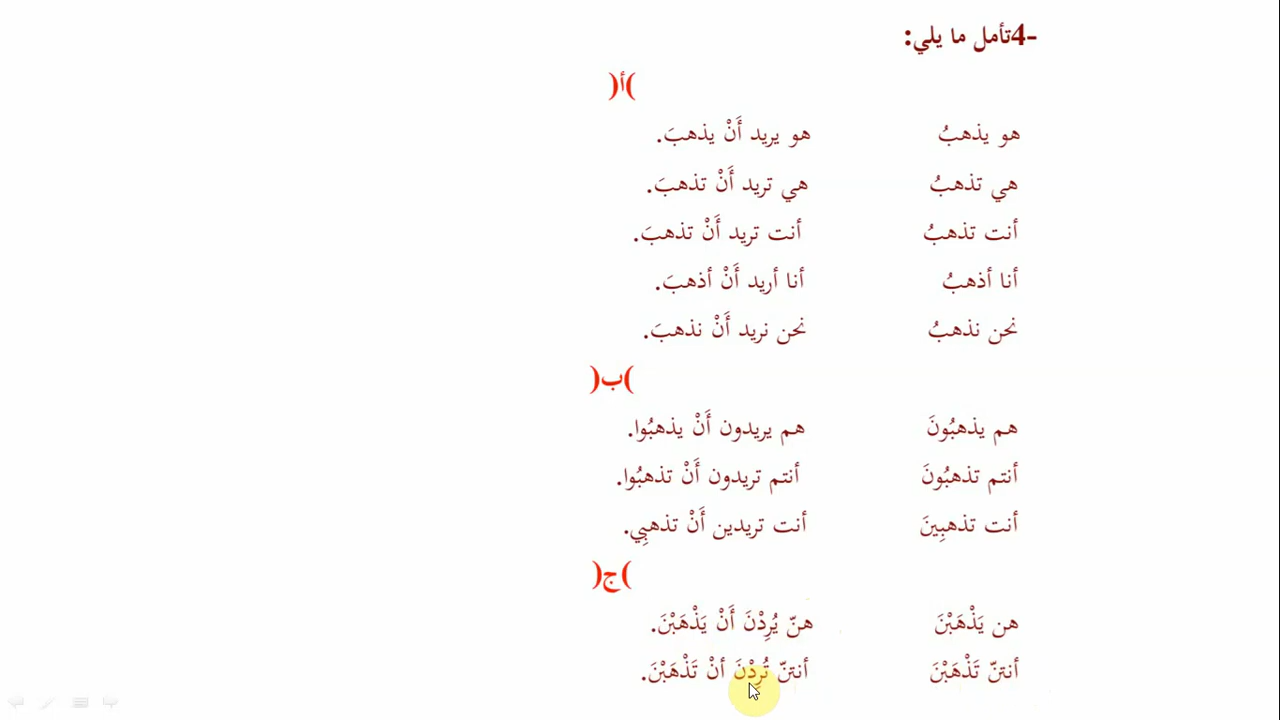 -4تأمل ما يلي:
)أ(
هو يذهبُ هو يريد أَنْ يذهبَ.
هي تذهبُ هي تريد أَنْ تذهبَ.
أنت تذهبُ أنت تريد أَنْ تذهبَ.
أنا أذهبُ أنا أريد أَنْ أذهبَ.
نحن نذهبُ نحن نريد أَنْ نذهبَ.
)ب(
هم يذهبُونَ هم يريدون أَنْ يذهبُوا.
أنتم تذهبُونَ أنتم تريدون أَنْ تذهبُوا.
أنت تذهبِينَ أنت تريدين أَنْ تذهبِي.
)ج(
هن يَذْهَبْنَ هنّ يُرِدْنَ أَنْ يَذْهَبْنَ.
أنتنّ تَذْهَبْنَ أنتنّ تُرِدْنَ أنْ تَذْهَبْنَ.